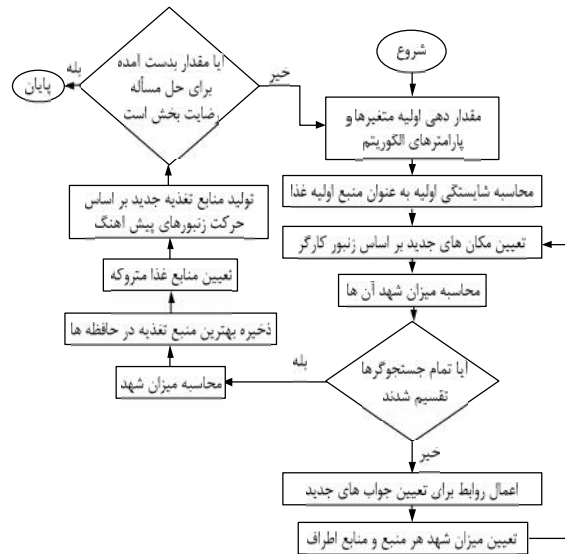 شروع
مقدار دهی اولیه متغیرها و
پارامترهای الگوریتم
محاسبه شایستگی اولیه به عنوان منبع اولیه غذا
تعیین مکان های جدید بر اساس زنبور کارگر
محاسبه میزان شهد آن ها
آیا تمام جستجوگرها
تقسیم شدند
خیر
اعمال روابط برای تعیین جواب های جدید
تعیین میزان شهد هر منبع و منابع اطراف
بله
محاسبه میزان شهد
ذخیره بهترین منبع تغذیه در حافظه ها
تعیین منابع غذا متروکه
تولید منابع تغذیه جدید بر اساس
حرکت زنبورهای پیش اهنگ
ایا مقدار بدست آمده
برای حل مسأله
رضایت بخش است
خیر
بله
پایان